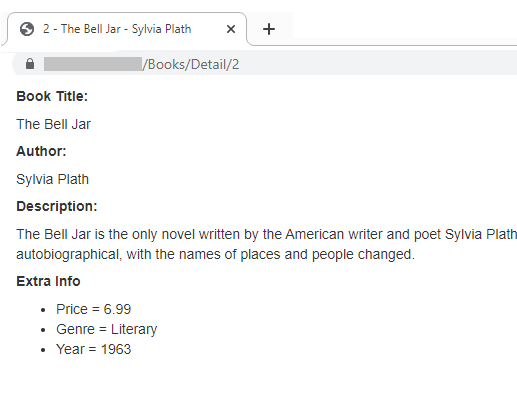 2 - The Bell Jar - Sylvia Plath
/Books/Detail/2
Book Title:
The Bell Jar
Author:
Sylvia Plath
Description:
The Bell Jar is the only novel written by the American writer and poet Sylvia Plath
autobiographical, with the names of places and people changed.
Extra Info
• Price = 6.99
• Genre = Literary
• Year = 1963